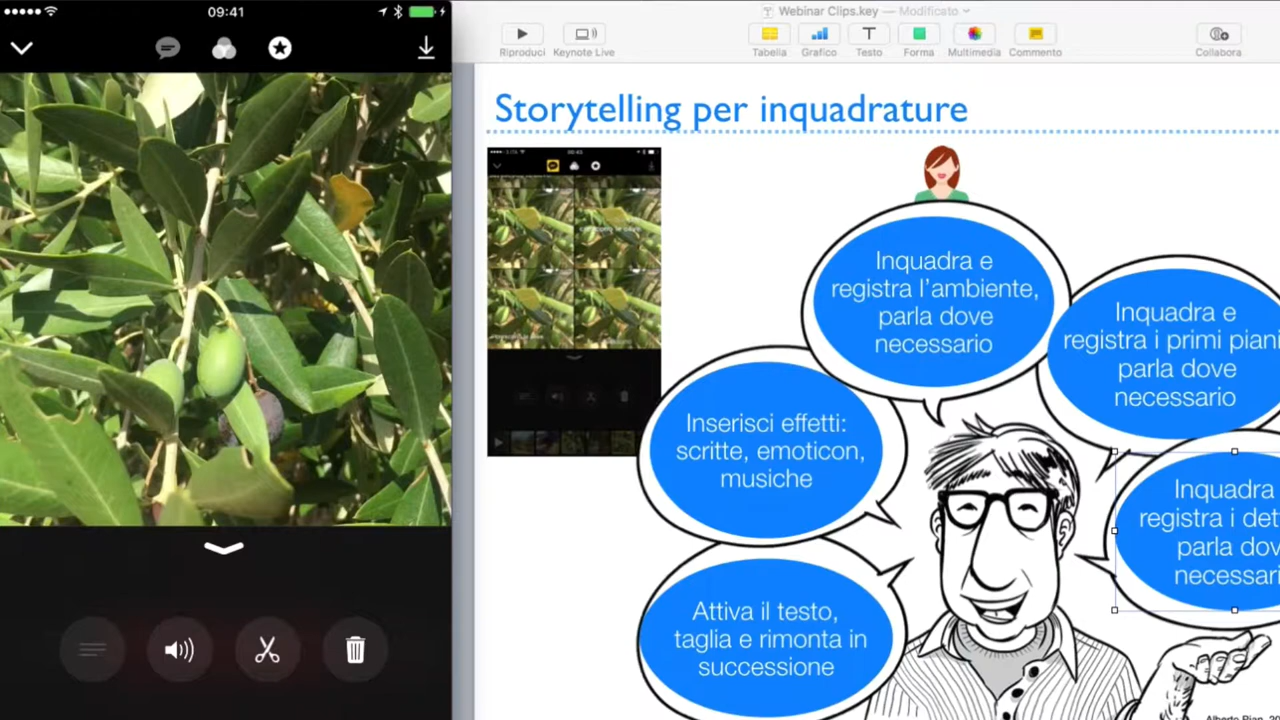 09:41
Webinar Clips.key — Modificato
Riproduci
Keynote Live
Tabella
Grafico
Testo
Forma
Multimedia
Commento
Collabora
Storytelling per inquadrature
Inquadra e
registra l'ambiente,
parla dove
necessario
Inquadra e
registra i primi piani
parla dove
necessario
Inserisci effetti:
scritte, emoticon,
musiche
Inquadra
registra i det
parla dov
necessari
Attiva il testo,
taglia e rimonta in
successione